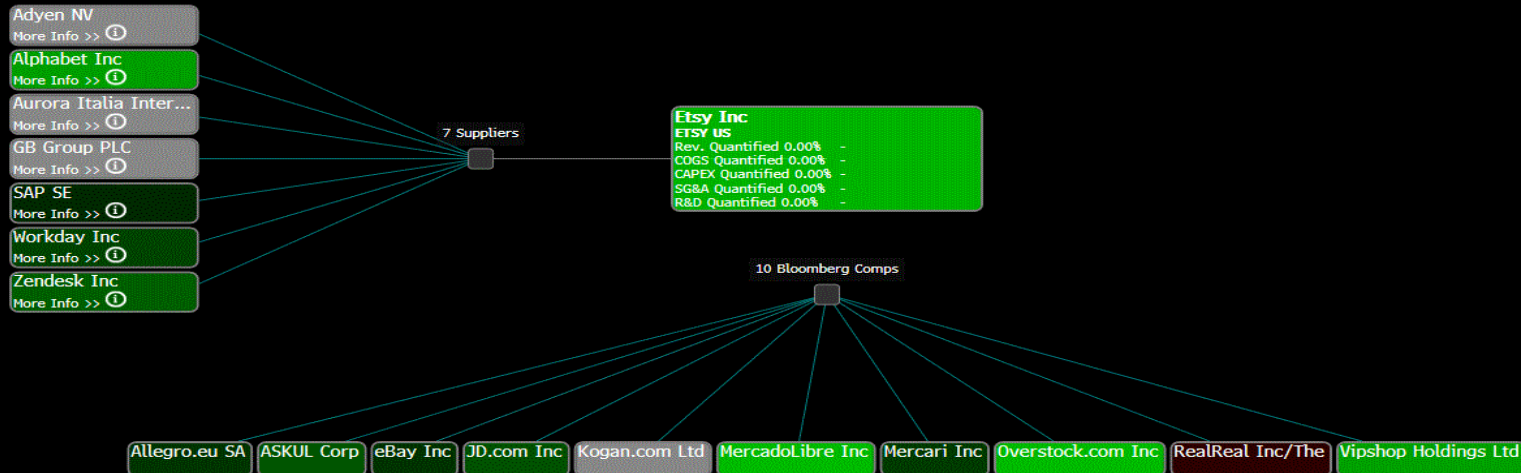 Adyen NV
More Info >>
Alphabet Inc
More Info >>
Aurora Italia Inter...
More Info >>
GB Group PLC
More Info >>
SAP SE
More Info >>
Workday Inc
More Info >>
Zendesk Inc
More Info >>
7 Suppliers
Etsy Inc
ETSY US
Rev. Quantified 0.00% -
COGS Quantified 0.00% -
CAPEX Quantified 0.00% -
SG&A Quantified 0.00% -
R&D Quantified 0.00% -
10 Bloomberg Comps
Allegro.eu SA
ASKUL Corp
eBay Inc
JD.com Inc
Kogan.com Ltd
MercadoLibre Inc
Mercari Inc
Overstock.com Inc
RealReal Inc/The
Vipshop Holdings Ltd